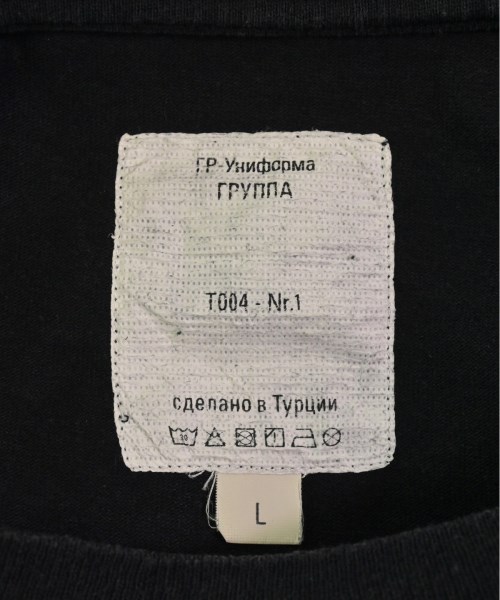 ГР-Униформа
ГРУППА
T004 - Nr.1
сделано в Турции
L